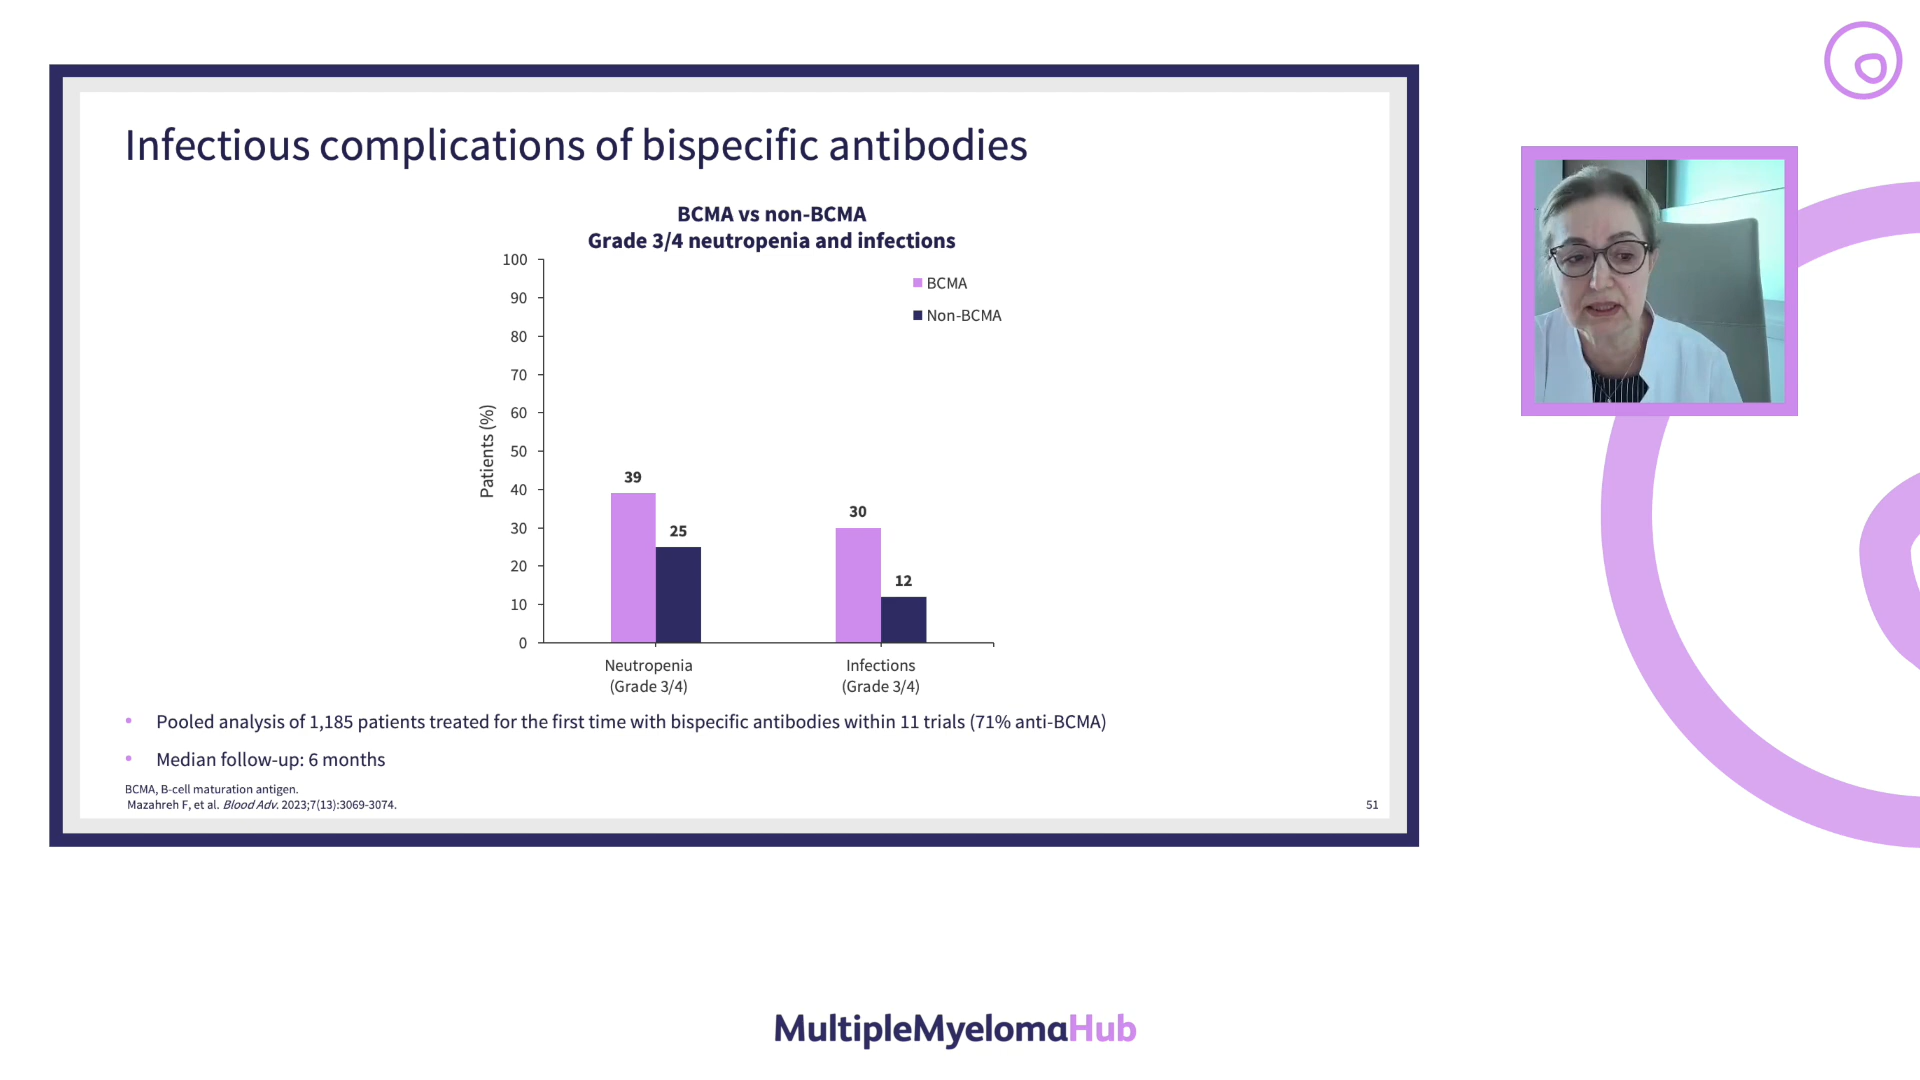 Infectious complications of bispecific antibodies
BCMA vs non-BCMA
Grade 3/4 neutropenia and infections
100
90
80
70
60
50
40
30
20
10
0
Patients (%)
BCMA
Non-BCMA
39
25
30
12
Neutropenia
(Grade 3/4)
Infections
(Grade 3/4)
• Pooled analysis of 1,185 patients treated for the first time with bispecific antibodies within 11 trials (71% anti-BCMA)
• Median follow-up: 6 months
BCMA, B-cell maturation antigen.
Mazahreh F, et al. Blood Adv. 2023;7(13):3069-3074.
51
MultipleMyelomaHub